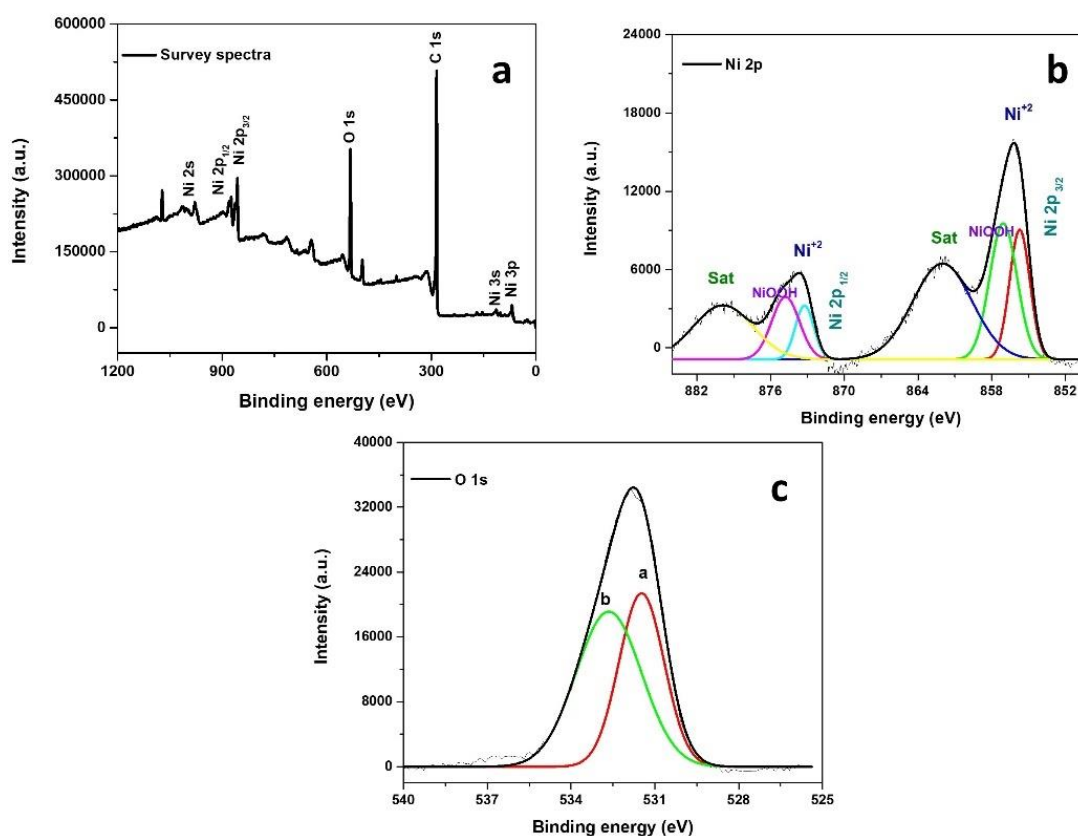 a
Survey spectra
600000
450000
300000
150000
0
Intensity (a.u.)
Ni 2s
Ni 2p1/2
Ni 2p3/2
O 1s
C 1s
Ni 3s
Ni 3p
1200 900 600 300 0
Binding energy (eV)
b
Ni 2p
24000
18000
12000
6000
0
Intensity (a.u.)
Sat
NiOOH
Ni+2
Ni 2p1/2
Sat
NiOOH
Ni+2
Ni 2p3/2
882 876 870 864 858 852
Binding energy (eV)
c
O 1s
40000
32000
24000
16000
8000
0
Intensity (a.u.)
b
a
540 537 534 531 528 525
Binding energy (eV)